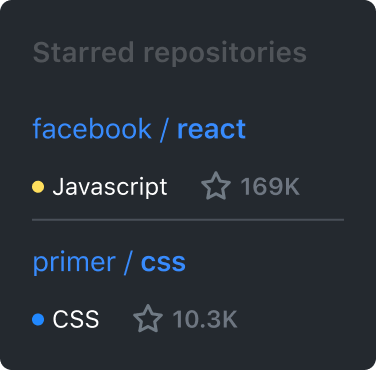 Starred repositories
facebook / react
Javascript 169K
primer / css
CSS 10.3K